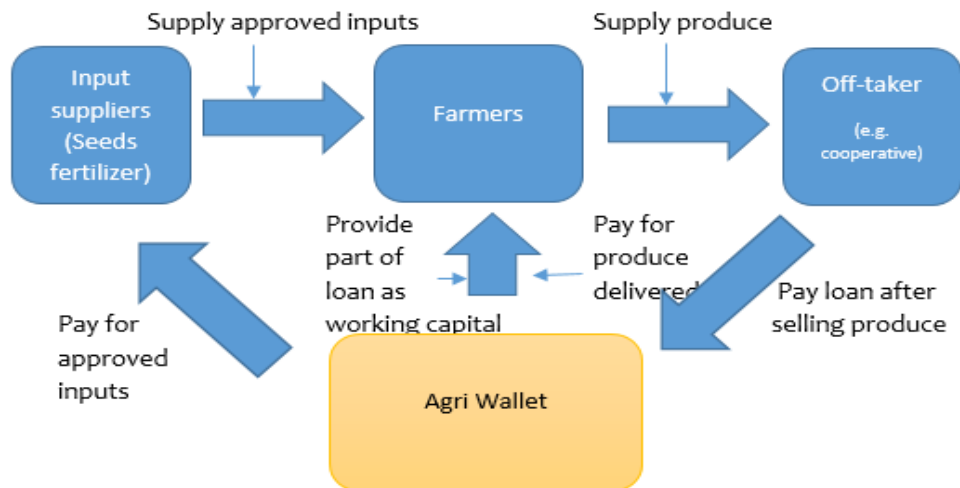 Supply approved inputs
Supply produce
Input
suppliers
(Seeds
fertilizer)
Farmers
Off-taker
(e.g.
cooperative)
Provide
part of
loan as
working capital
Pay for
produce
delivered
Pay loan after
selling produce
Pay for
approved
inputs
Agri Wallet